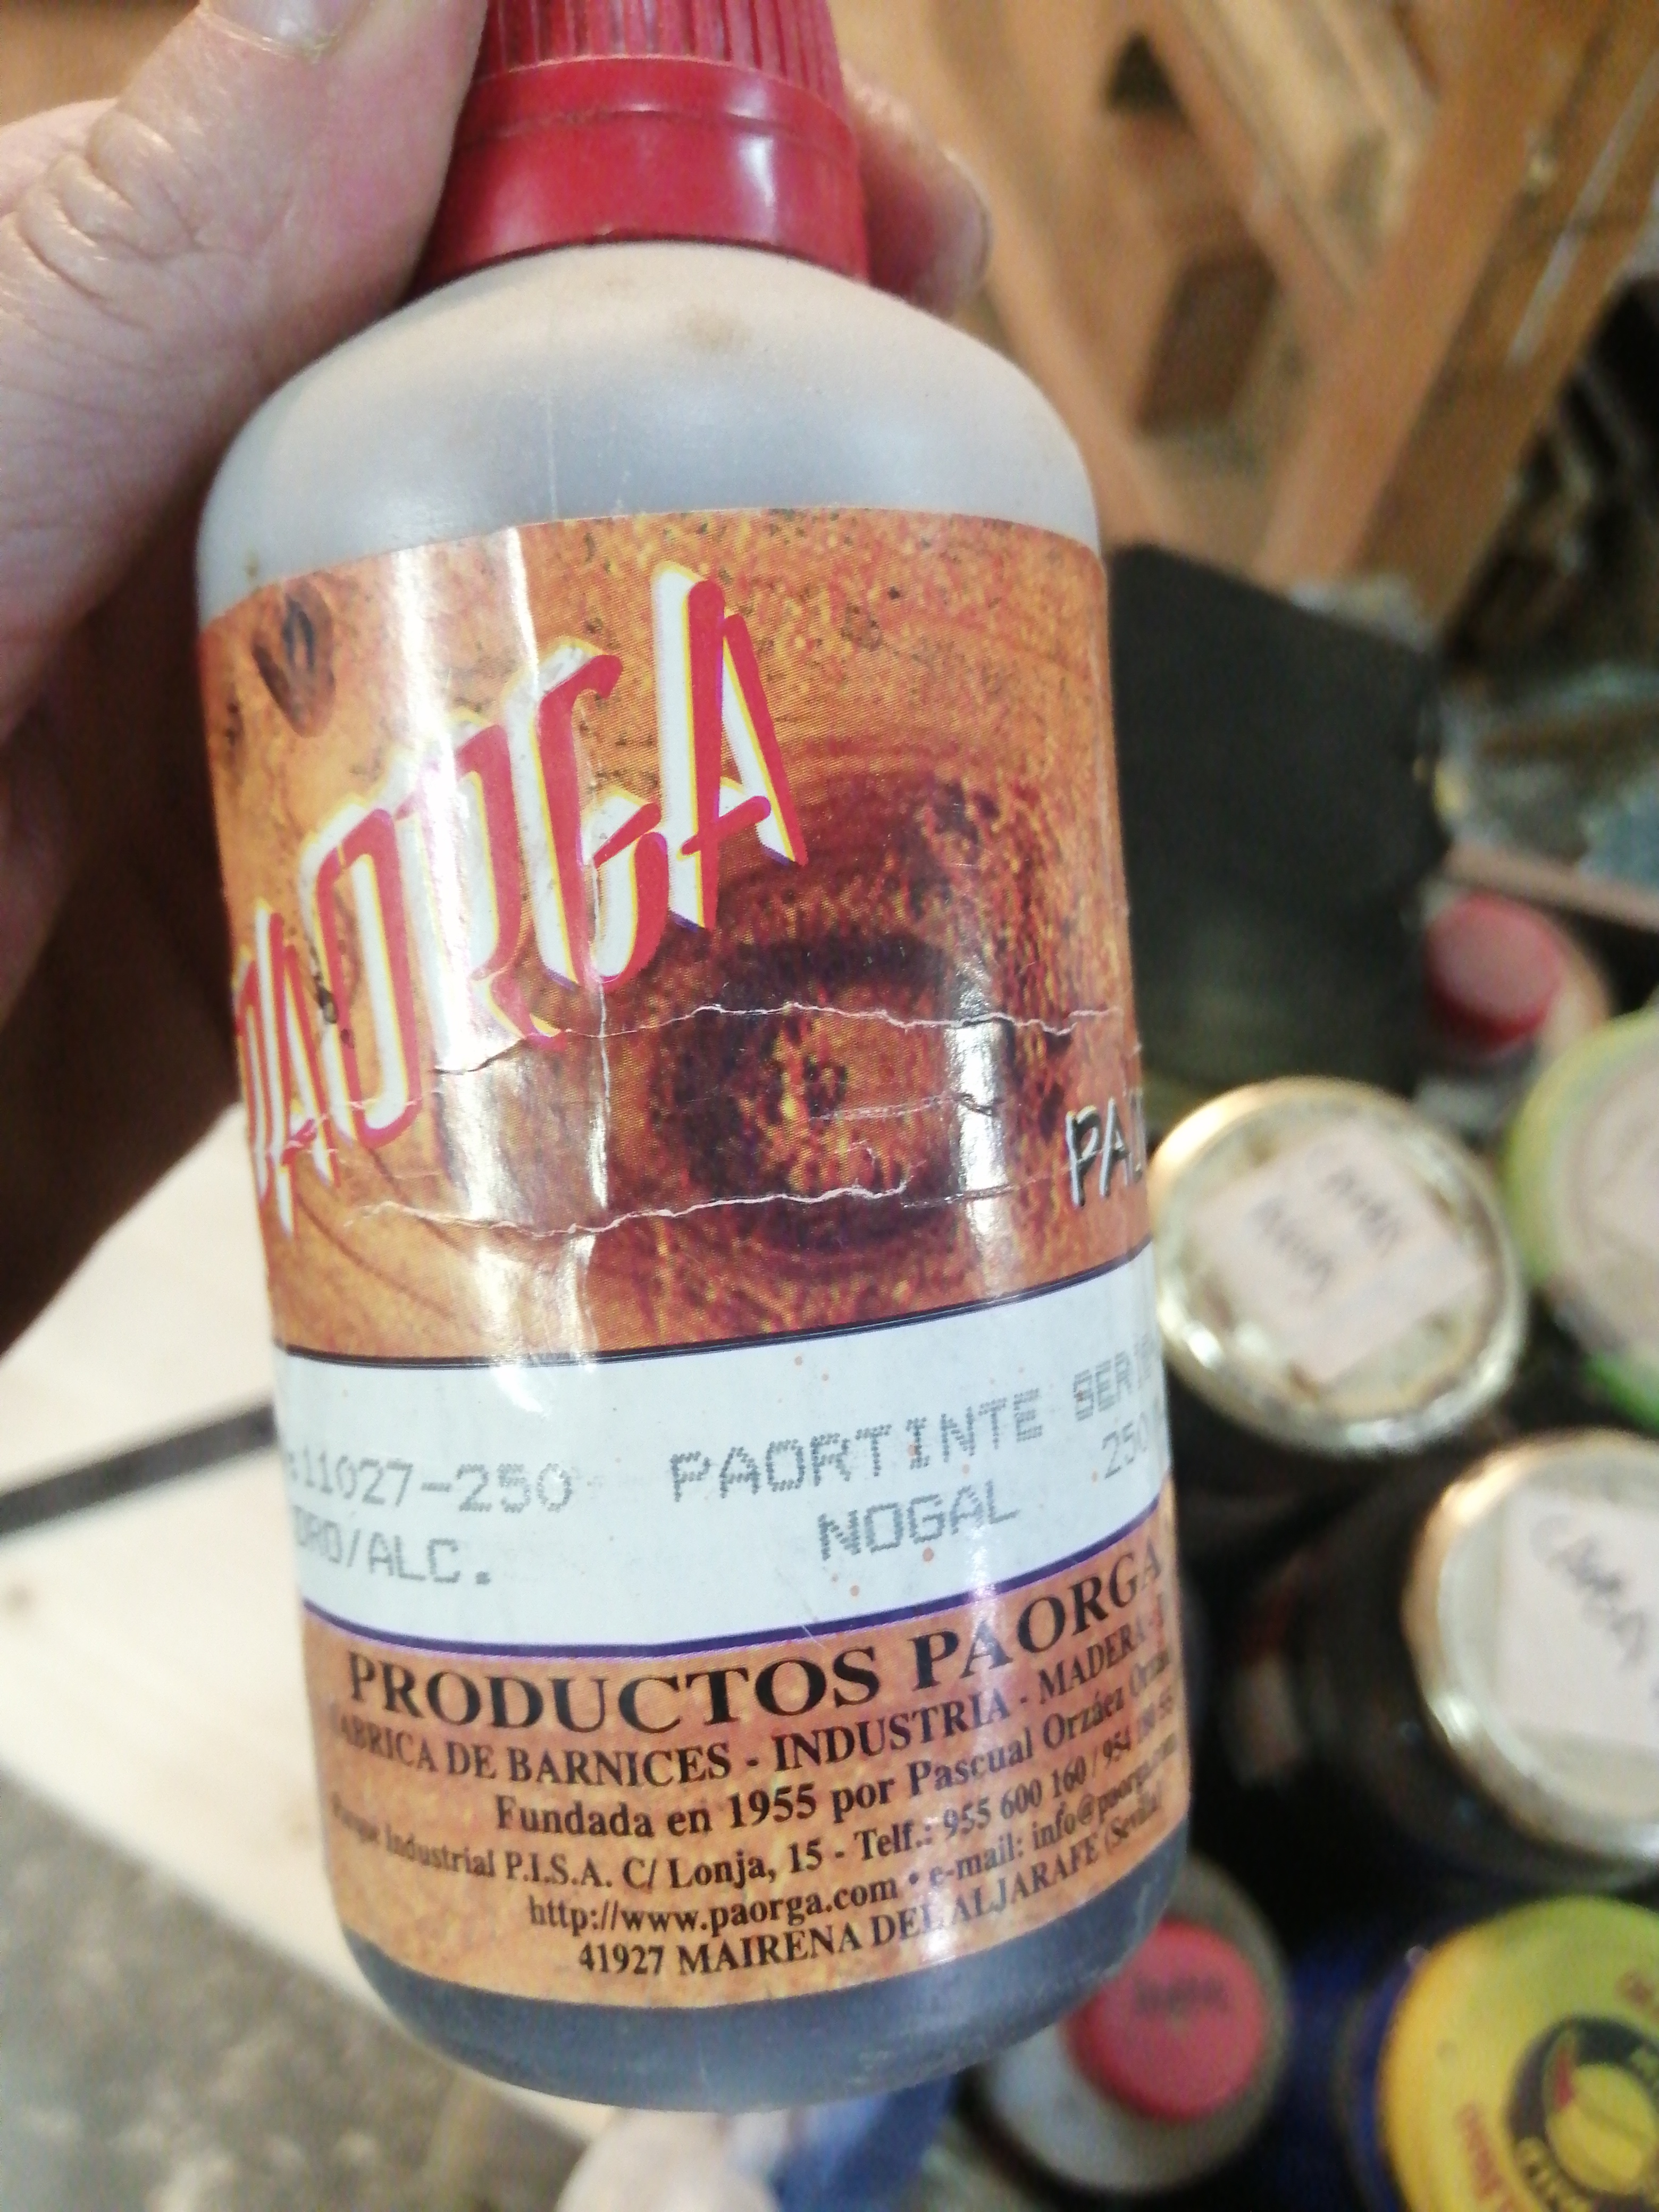 PAORGA
:11027-250 PAORTINTE
/ALC. NOGAL 250
PRODUCTOS PAORGA
FABRICA DE BARNICES - INDUSTRIA - MADERA -
Fundada en 1955 por Pascual Orzáez
Industrial P.I.S.A. C/ Lonja, 15 - Telf.: 955 600 160 / 954
http://www.paorga.com • e-mail: info@paorga.com
41927 MAIRENA DEL ALJARAFE (Sevilla)